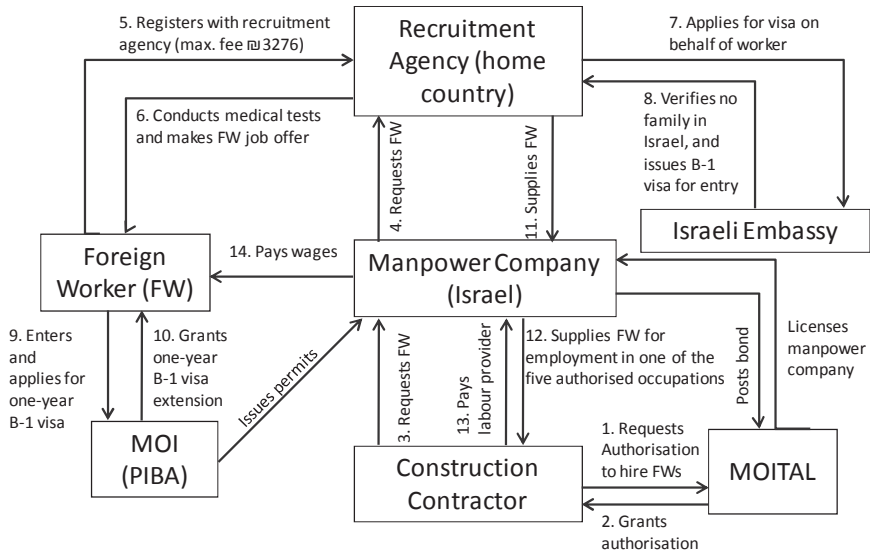 5. Registers with recruitment
agency (max. fee ₪3276)
Recruitment
Agency (home
country)
7. Applies for visa on
behalf of worker
6. Conducts medical tests
and makes FW job offer
8. Verifies no
family in
Israel, and
issues B-1
visa for entry
4. Requests FW
11. Supplies FW
Israeli Embassy
Foreign
Worker (FW)
14. Pays wages
Manpower Company
(Israel)
9. Enters
and
applies for
one-year
B-1 visa
10. Grants
one-year
B-1 visa
extension
Issues permits
3. Requests FW
13. Pays
labour provider
12. Supplies FW for
employment in one of the
five authorised occupations
Posts bond
Licenses
manpower
company
MOI
(PIBA)
Construction
Contractor
1. Requests
Authorisation
to hire FWs
MOITAL
2. Grants
authorisation